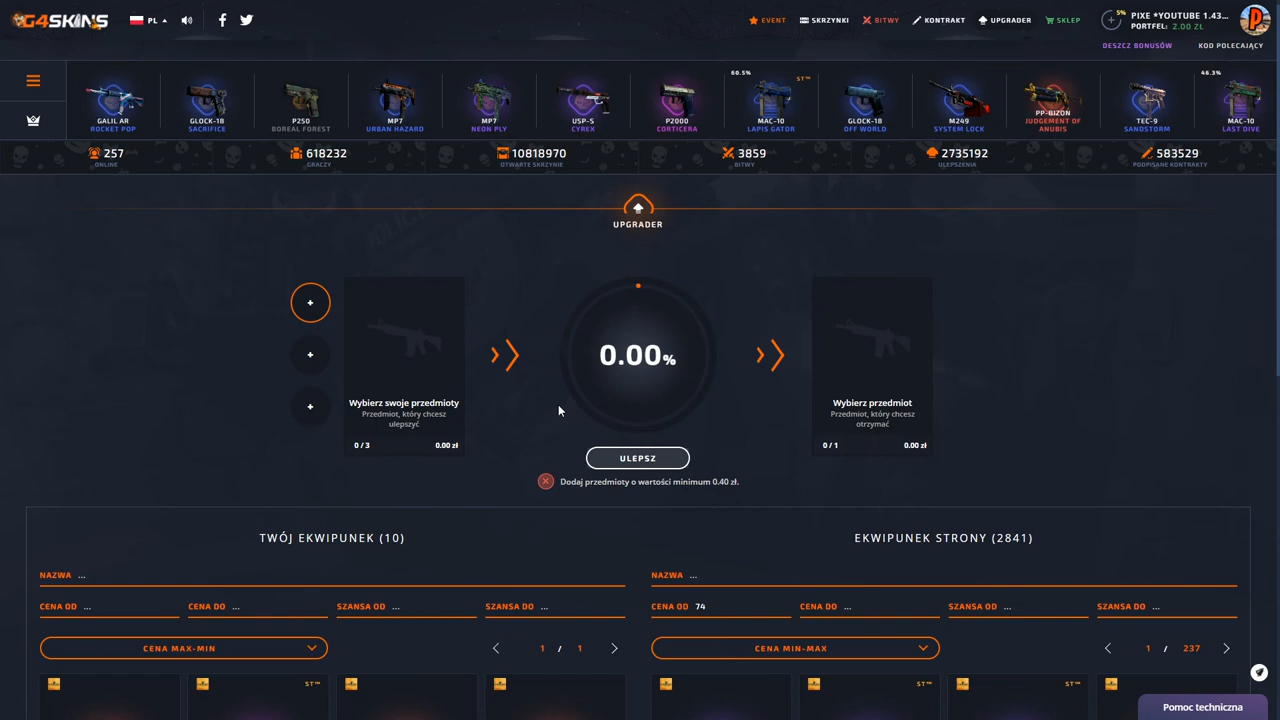 G4SKINS
PL
EVENT
SKRZYNKI
BITWY
KONTRAKT
UPGRADER
SKLEP
5%
PIXE *YOUTUBE 1.43...
PORTFEL: 2.00 ZŁ
DESZCZ BONUSÓW
KOD POLECAJĄCY
GALIL AR
ROCKET POP
GLOCK-18
SACRIFICE
P250
BOREAL FOREST
MP7
URBAN HAZARD
MP7
NEON PLY
USP-S
CYREX
P2000
CORTICERA
60.5%
ST™
MAC-10
LAPIS GATOR
GLOCK-18
OFF WORLD
M249
SYSTEM LOCK
PP-BIZON
JUDGEMENT OF
ANUBIS
TEC-9
SANDSTORM
46.3%
MAC-10
LAST DIVE
257
ONLINE
618232
GRACZY
10818970
OTWARTE SKRZYNIE
3859
BITWY
2735192
ULEPSZENIA
583529
PODPISANE KONTRAKTY
UPGRADER
Wybierz swoje przedmioty
Przedmiot, który chcesz
ulepszyć
0 / 3
0.00 zł
0.00%
Wybierz przedmiot
Przedmiot, który chcesz
otrzymać
0 / 1
0.00 zł
ULEPSZ
Dodaj przedmioty o wartości minimum 0.40 zł.
TWÓJ EKWIPUNEK (10)
NAZWA ...
CENA OD ...
CENA DO ...
SZANSA OD ...
SZANSA DO ...
CENA MAX-MIN
1 / 1
ST™
EKWIPUNEK STRONY (2841)
NAZWA ...
CENA OD 74
CENA DO ...
SZANSA OD ...
SZANSA DO ...
CENA MIN-MAX
1 / 237
ST™
ST™
Pomoc techniczna